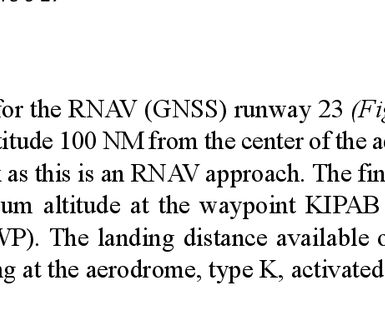 for the RNAV (GNSS) runway 23 (Fig
titude 100 NM from the center of the a
as this is an RNAV approach. The fin
um altitude at the waypoint KIPAB
VP). The landing distance available o
ng at the aerodrome, type K, activated